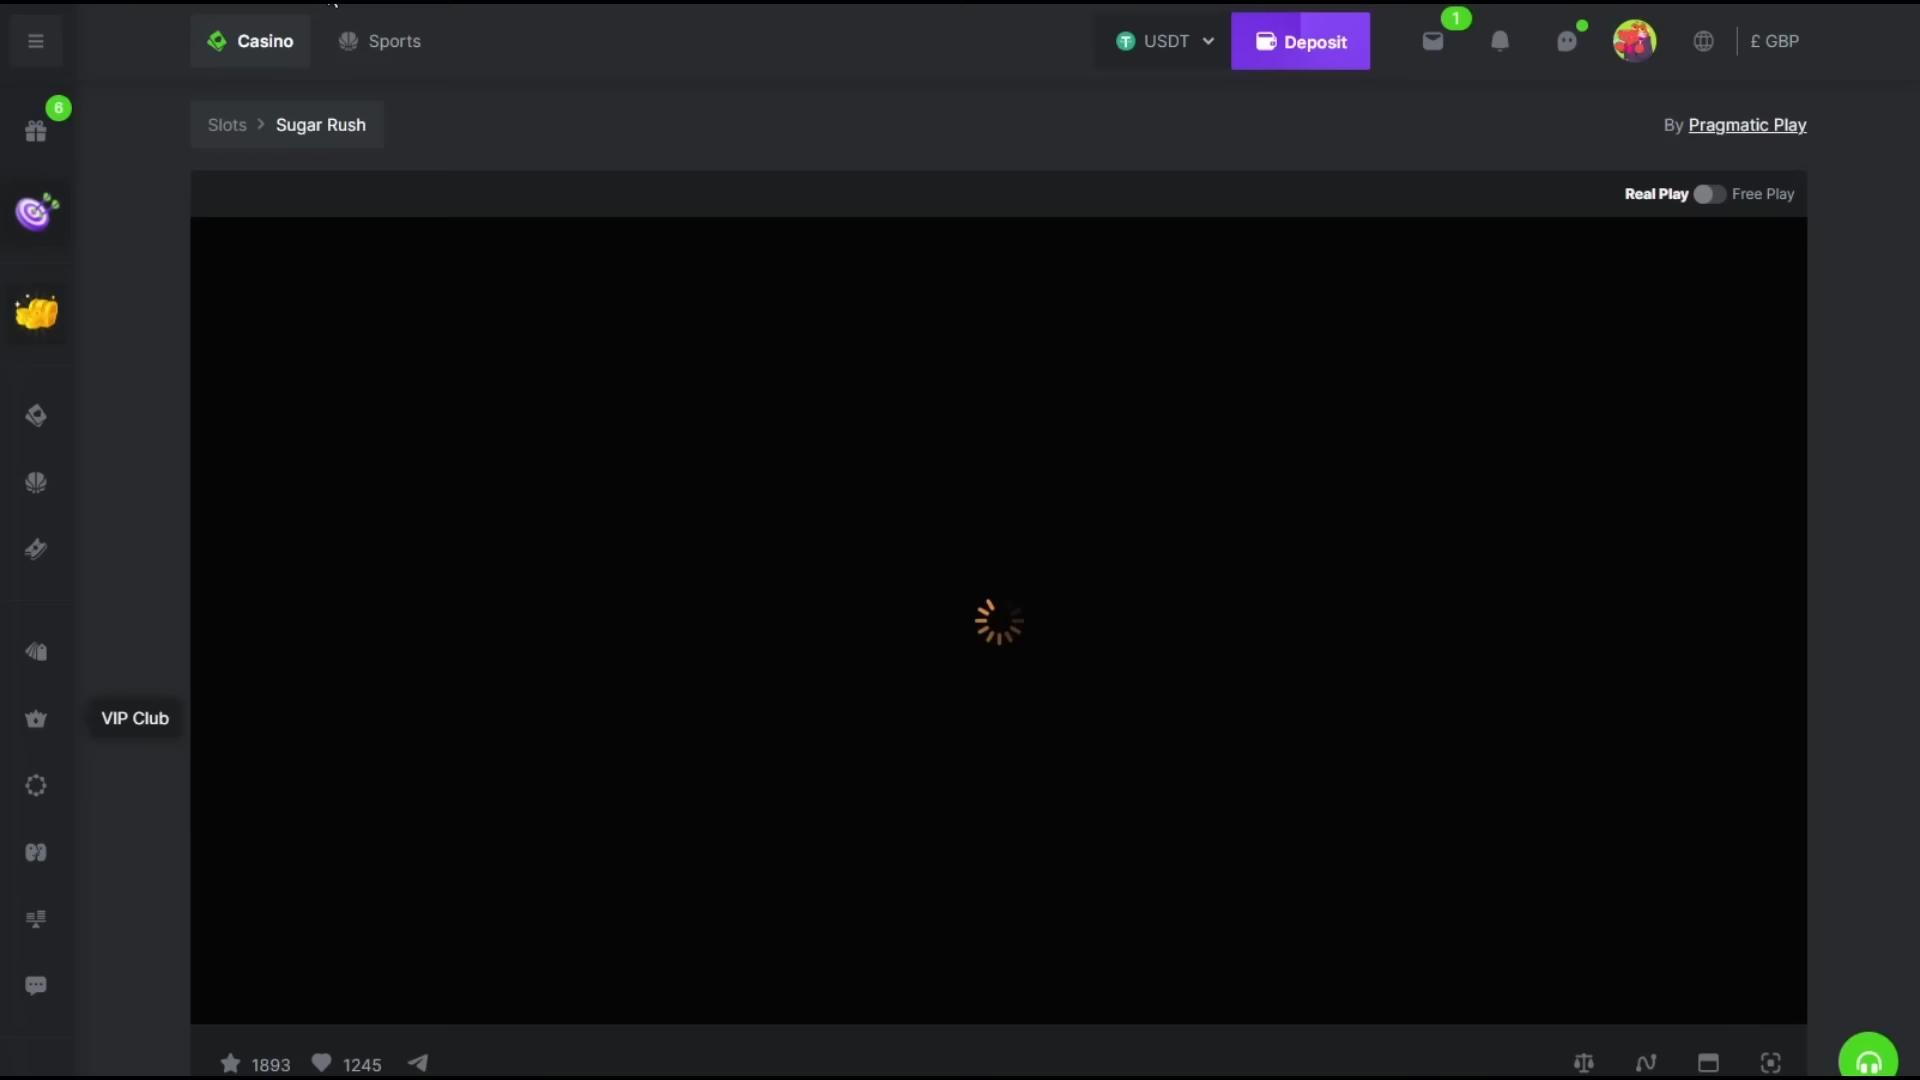 Casino
Sports
USDT
Deposit
1
£ GBP
6
Slots > Sugar Rush
By Pragmatic Play
Real Play
Free Play
VIP Club
1893
1245